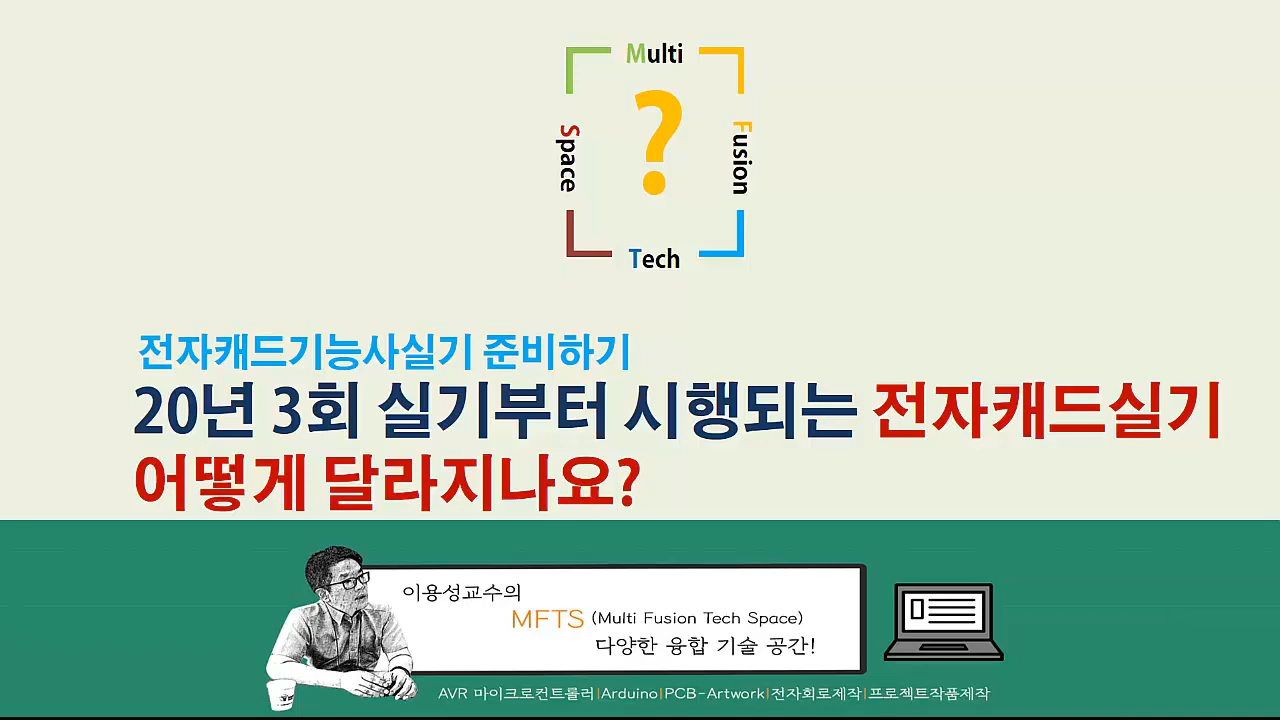 Multi
?
Space
Fusion
Tech
전자캐드기능사실기 준비하기
20년 3회 실기부터 시행되는 전자캐드실기
어떻게 달라지나요?
이용성교수의
MFTS (Multi Fusion Tech Space)
다양한 융합 기술 공간!
AVR 마이크로컨트롤러|Arduino|PCB-Artwork|전자회로제작|프로젝트작품제작